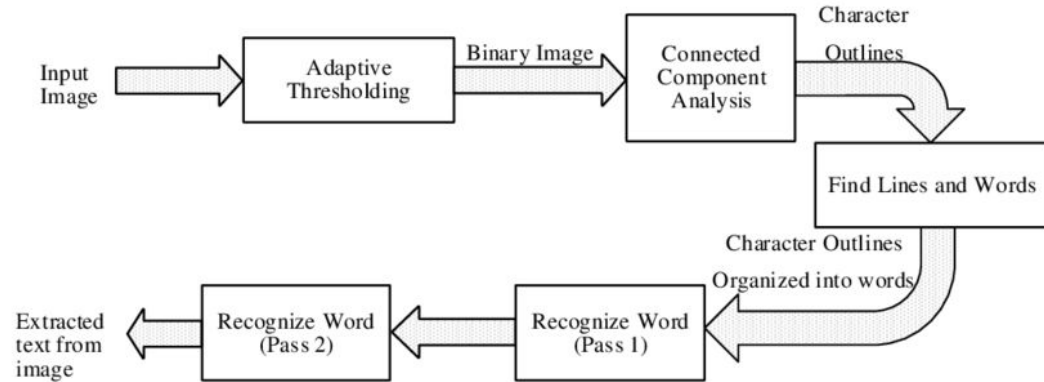 Input
Image
Adaptive
Thresholding
Binary Image
Connected
Component
Analysis
Character
Outlines
Find Lines and Words
Character Outlines
Organized into words
Recognize Word
(Pass 1)
Recognize Word
(Pass 2)
Extracted
text from
image